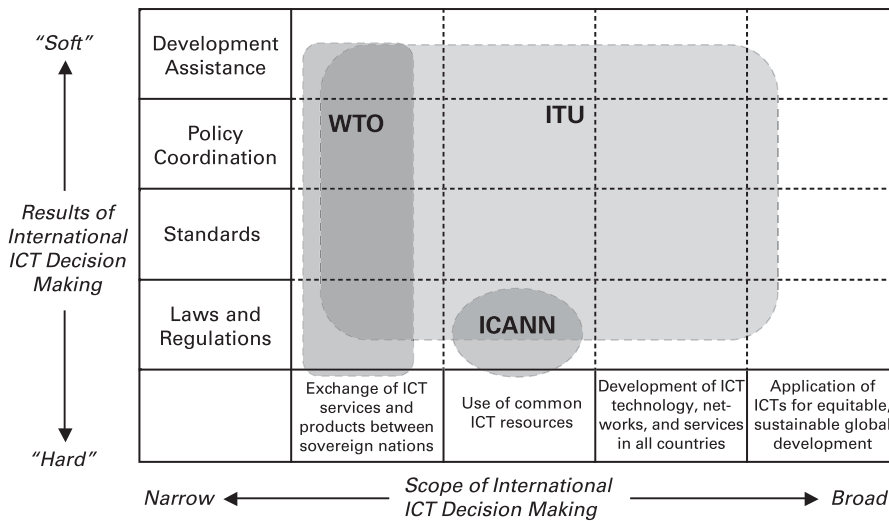 “Soft”
Development
Assistance
WTO
ITU
Policy
Coordination
Results of
International
ICT Decision
Making
Standards
Laws and
Regulations
ICANN
“Hard”
Exchange of ICT
services and
products between
sovereign nations
Use of common
ICT resources
Development of ICT
technology, net-
works, and services
in all countries
Application of
ICTs for equitable,
sustainable global
development
Narrow
Scope of International
ICT Decision Making
Broad